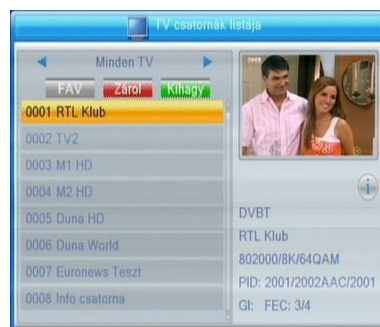 TV csatornák listája
Minden TV
FAV Zárol Kihagy
0001 RTL Klub
0002 TV2
0003 M1 HD
0004 M2 HD
0005 Duna HD
0006 Duna World
0007 Euronews Teszt
0008 Info csatorna
DVBT
RTL Klub
802000/8K/64QAM
PID: 2001/2002AAC/2001
GI: FEC: 3/4